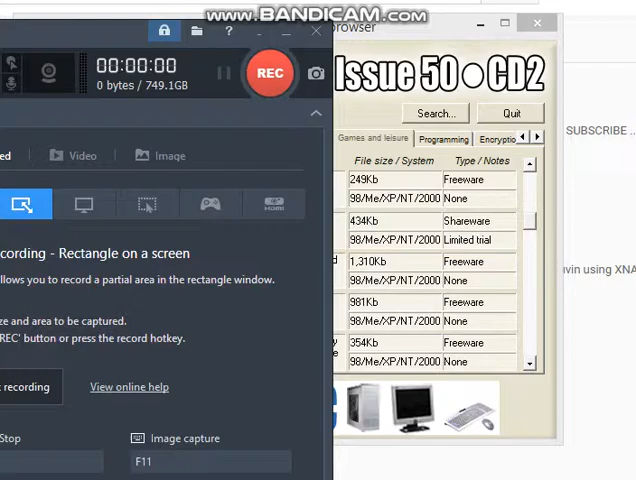 www.BANDICAM.com
browser
?
00:00:00
0 bytes / 749.1GB
REC
Issue 50 CD2
Search...
Quit
Video
Image
Games and leisure
Programming
File size / System
Type / Notes
249Kb
Freeware
98/Me/XP/NT/2000
None
434Kb
Shareware
98/Me/XP/NT/2000
Limited trial
1,310Kb
Freeware
98/Me/XP/NT/2000
None
981Kb
Freeware
98/Me/XP/NT/2000
None
354Kb
Freeware
98/Me/XP/NT/2000
None
HDMI
cording - Rectangle on a screen
allows you to record a partial area in the rectangle window.
ze and area to be captured.
REC' button or press the record hotkey.
recording
View online help
Stop
Image capture
F11
SUBSCRIBE ...
using XNA